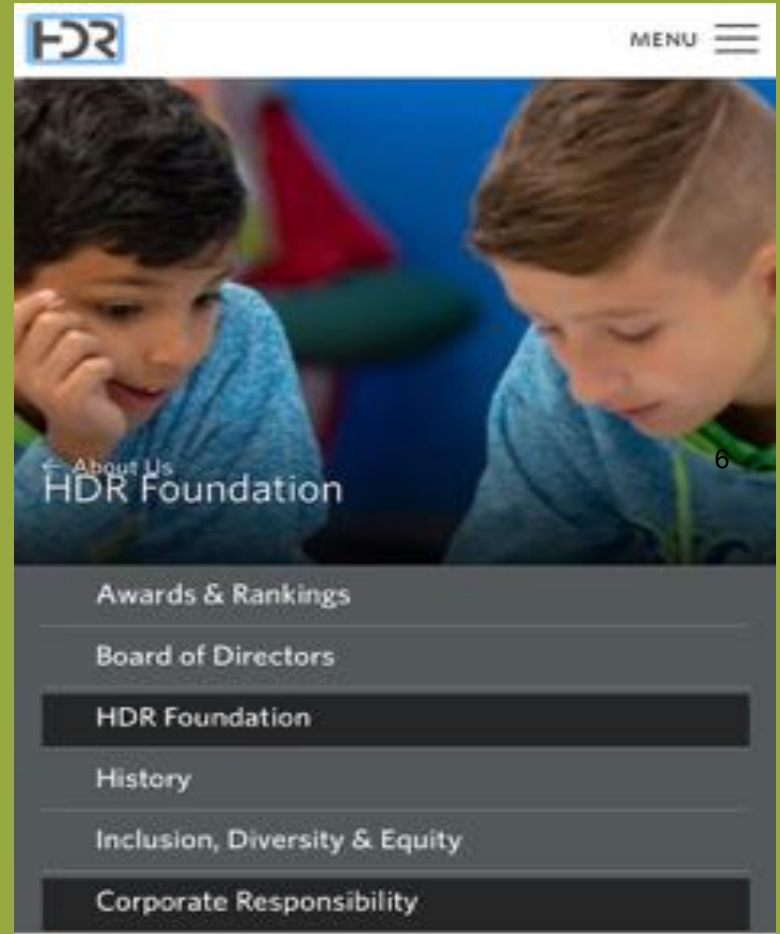 HDR
MENU
← About Us
HDR Foundation
6
Awards & Rankings
Board of Directors
HDR Foundation
History
Inclusion, Diversity & Equity
Corporate Responsibility